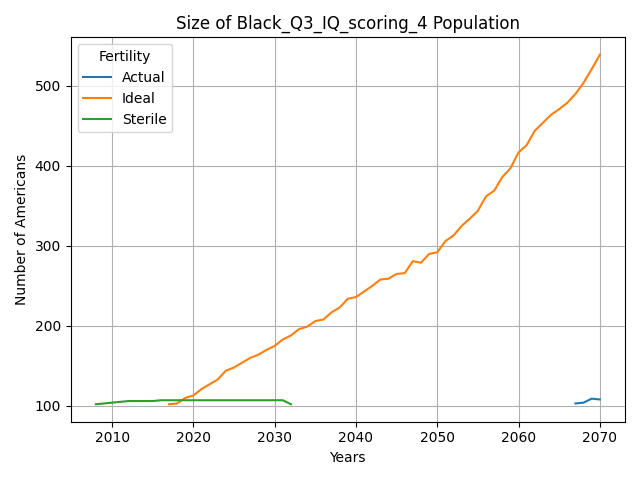 Size of Black_Q3_IQ_scoring_4 Population
Fertility
Actual
Ideal
Sterile
Number of Americans
500
400
300
200
100
2010 2020 2030 2040 2050 2060 2070
Years